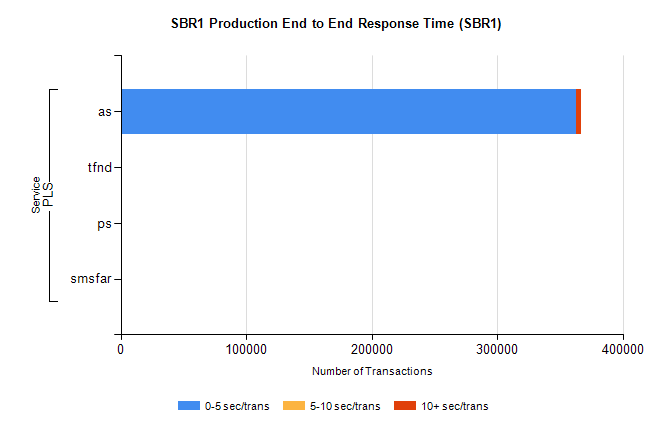 SBR1 Production End to End Response Time (SBR1)
as
tfnd
ps
smsfar
Service
PLS
0 100000 200000 300000 400000
Number of Transactions
0-5 sec/trans 5-10 sec/trans 10+ sec/trans